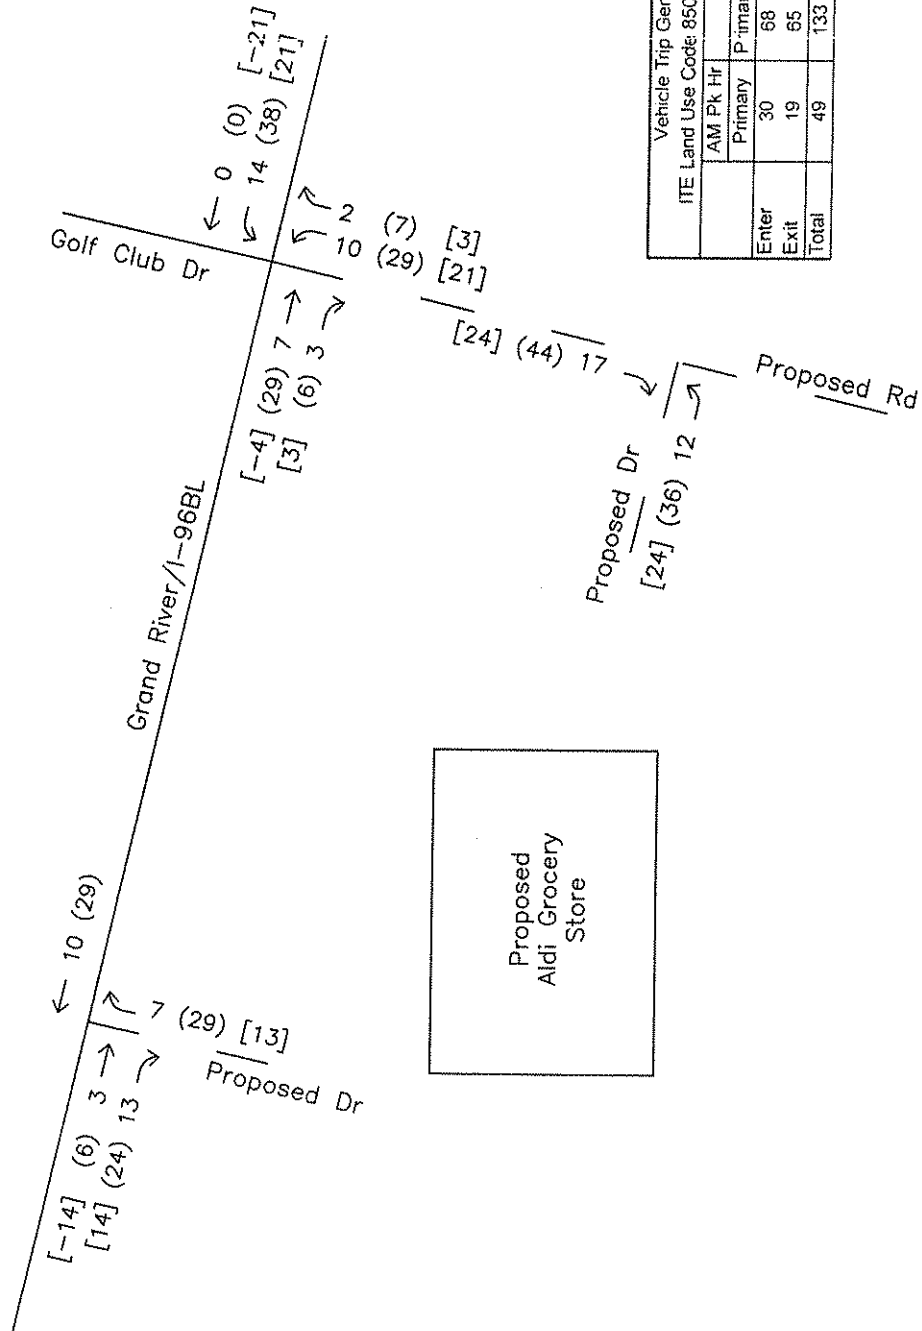 0 (0) [-21]
14 (38) [21]
Golf Club Dr
2 (7) [3]
10 (29) [21]
[-4] (29) 7
[3] (6) 3
[24] (44) 17
Proposed Rd
Proposed Dr
[24] (36) 12
Grand River/I-96BL
10 (29)
7 (29) [13]
Proposed Dr
[-14] (6) 3
[14] (24) 13
Proposed
Aldi Grocery
Store
Vehicle Trip Gen
ITE Land Use Code: 850
AM Pk Hr
Primary Primar
Enter 30 68
Exit 19 65
Total 49 133